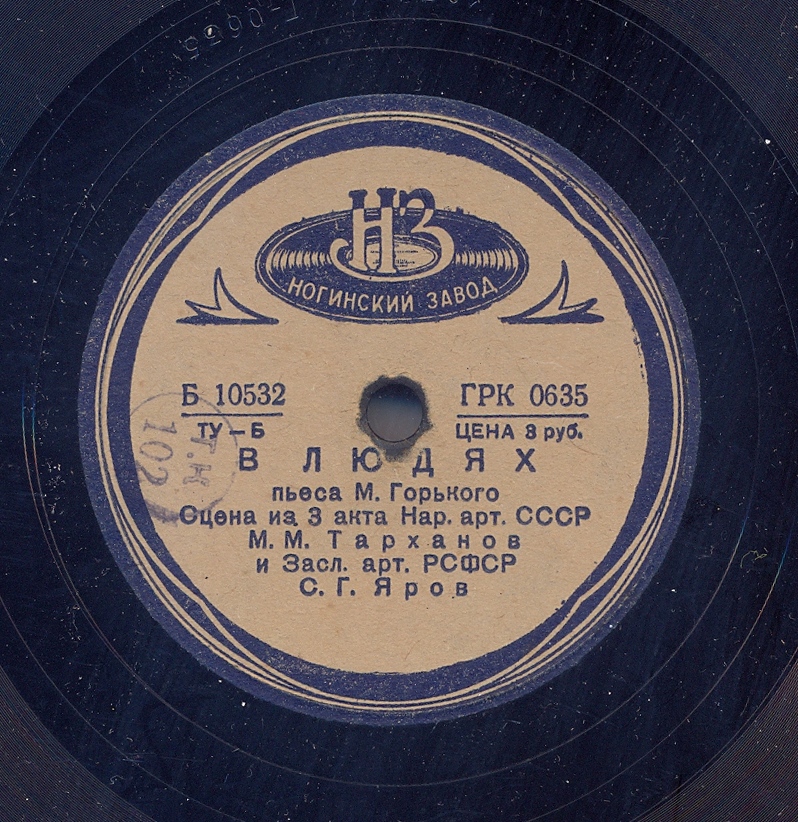 НЗ
НОГИНСКИЙ ЗАВОД
Б 10532 ГРК 0635
ТУ–Б ЦЕНА 8 руб.
В ЛЮДЯХ
пьеса М. Горького
Сцена из 3 акта Нар. арт. СССР
М. М. Тарханов
и Засл. арт. РСФСР
С. Г. Яров
Т.К.
102